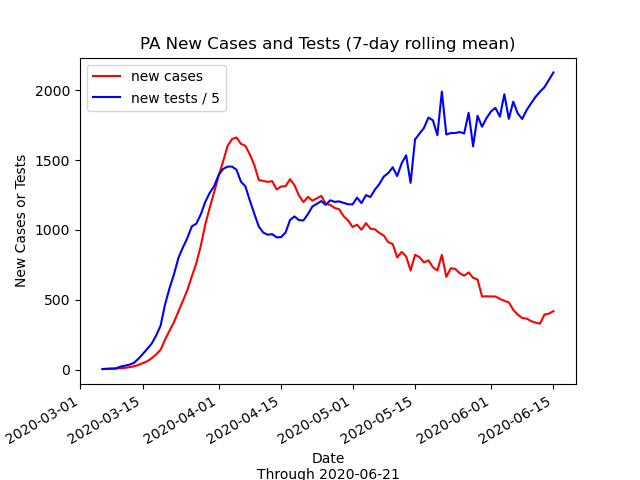 PA New Cases and Tests (7-day rolling mean)
new cases
new tests / 5
New Cases or Tests
2000
1500
1000
500
0
2020-03-01
2020-03-15
2020-04-01
2020-04-15
2020-05-01
2020-05-15
2020-06-01
2020-06-15
Date
Through 2020-06-21